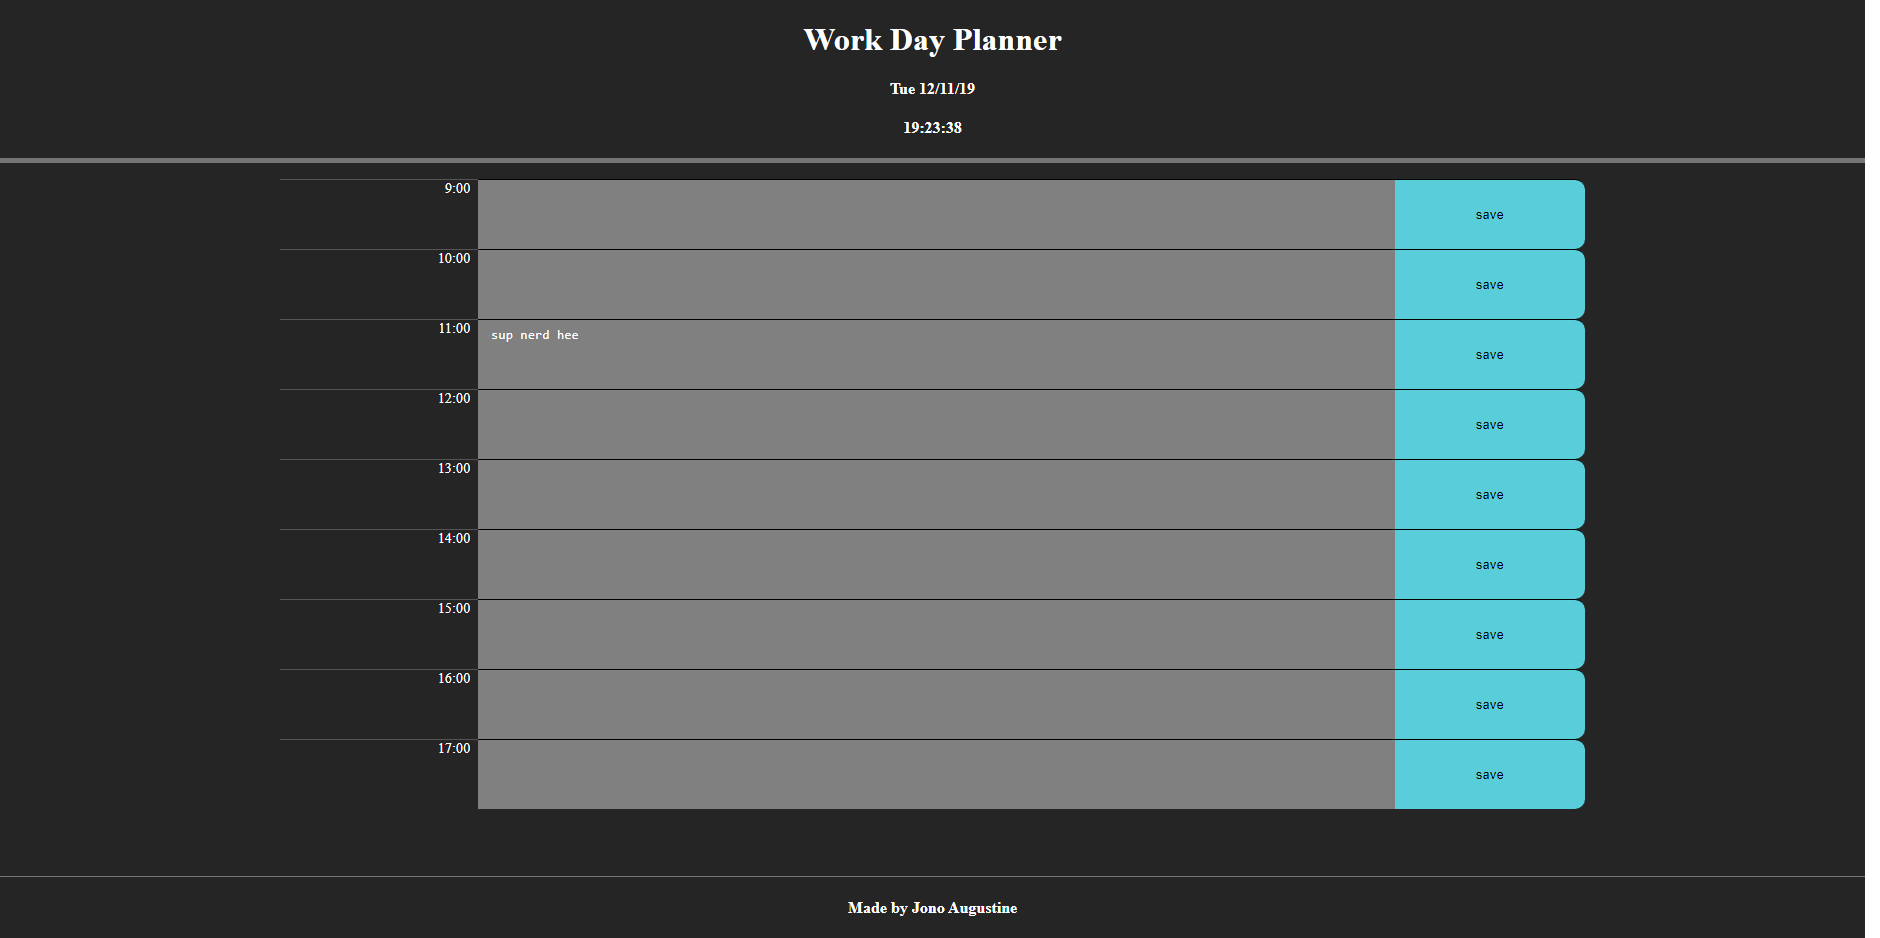 Work Day Planner
Tue 12/11/19
19:23:38
9:00 save
10:00 save
11:00 sup nerd hee save
12:00 save
13:00 save
14:00 save
15:00 save
16:00 save
17:00 save
Made by Jono Augustine